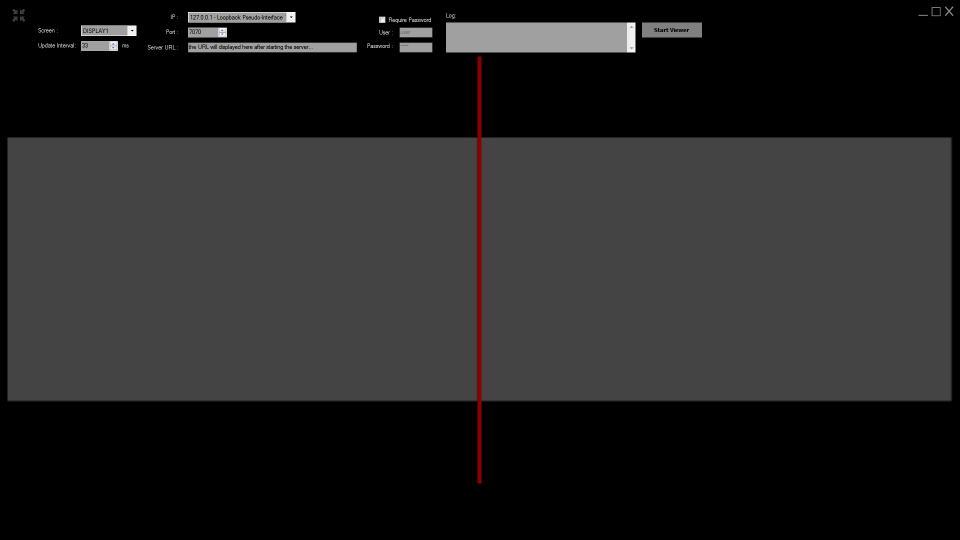 IP :
127.0.0.1 - Loopback Pseudo-Interface
Require Password
Log:
Screen :
DISPLAY1
Port :
7070
User :
user
Start Viewer
Update Interval:
33
ms
Server URL :
the URL will displayed here after starting the server...
Password :